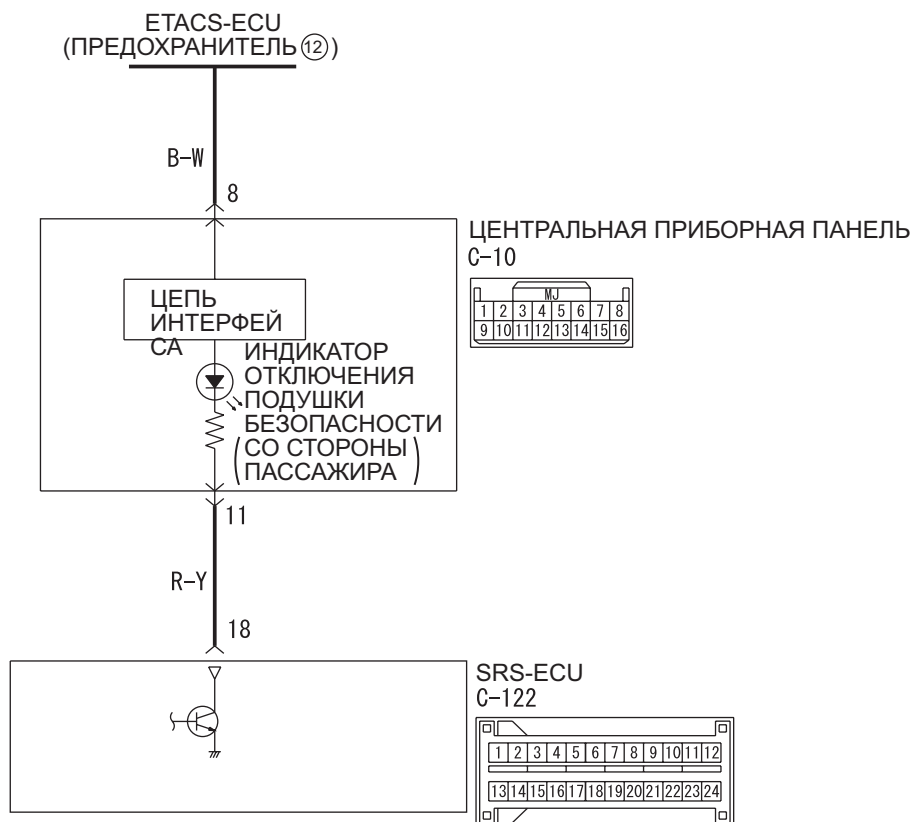 ETACS-ECU
(ПРЕДОХРАНИТЕЛЬ⑫)
B-W
8
ЦЕНТРАЛЬНАЯ ПРИБОРНАЯ ПАНЕЛЬ
C-10
MJ
1 2 3 4 5 6 7 8
9 10 11 12 13 14 15 16
ЦЕПЬ
ИНТЕРФЕЙ
СА
ИНДИКАТОР
ОТКЛЮЧЕНИЯ
ПОДУШКИ
БЕЗОПАСНОСТИ
(СО СТОРОНЫ
ПАССАЖИРА)
11
R-Y
18
SRS-ECU
C-122
1 2 3 4 5 6 7 8 9 10 11 12
13 14 15 16 17 18 19 20 21 22 23 24